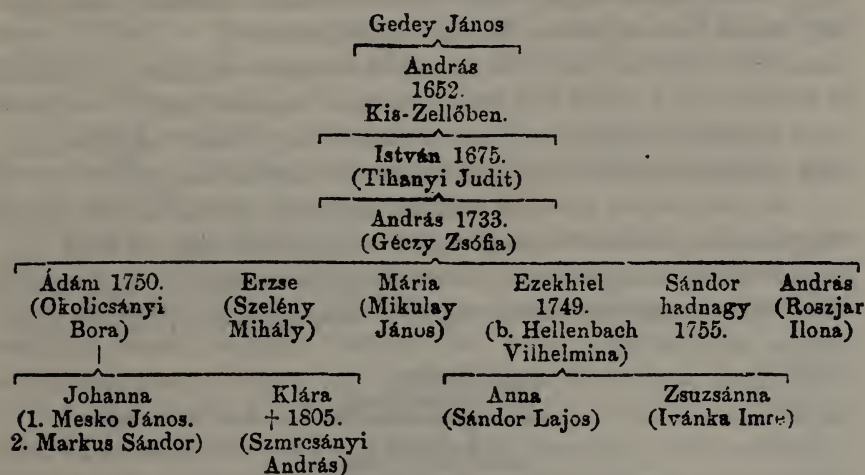 Gedey János
András
1652.
Kis-Zellőben.
István 1675.
(Tihanyi Judit)
András 1733.
(Géczy Zsófia)
Ádám 1750. Erzse Mária Ezekhiel Sándor András
(Okolicsányi (Szelény (Mikulay 1749. hadnagy (Roszjar
Bora) Mihály) János) (b. Hellenbach 1755. Ilona)
Vilhelmina)
Johanna Klára Anna Zsuzsánna
(1. Mesko János. † 1805. (Sándor Lajos) (Ivánka Imre)
2. Markus Sándor) (Szmrcsányi
András)